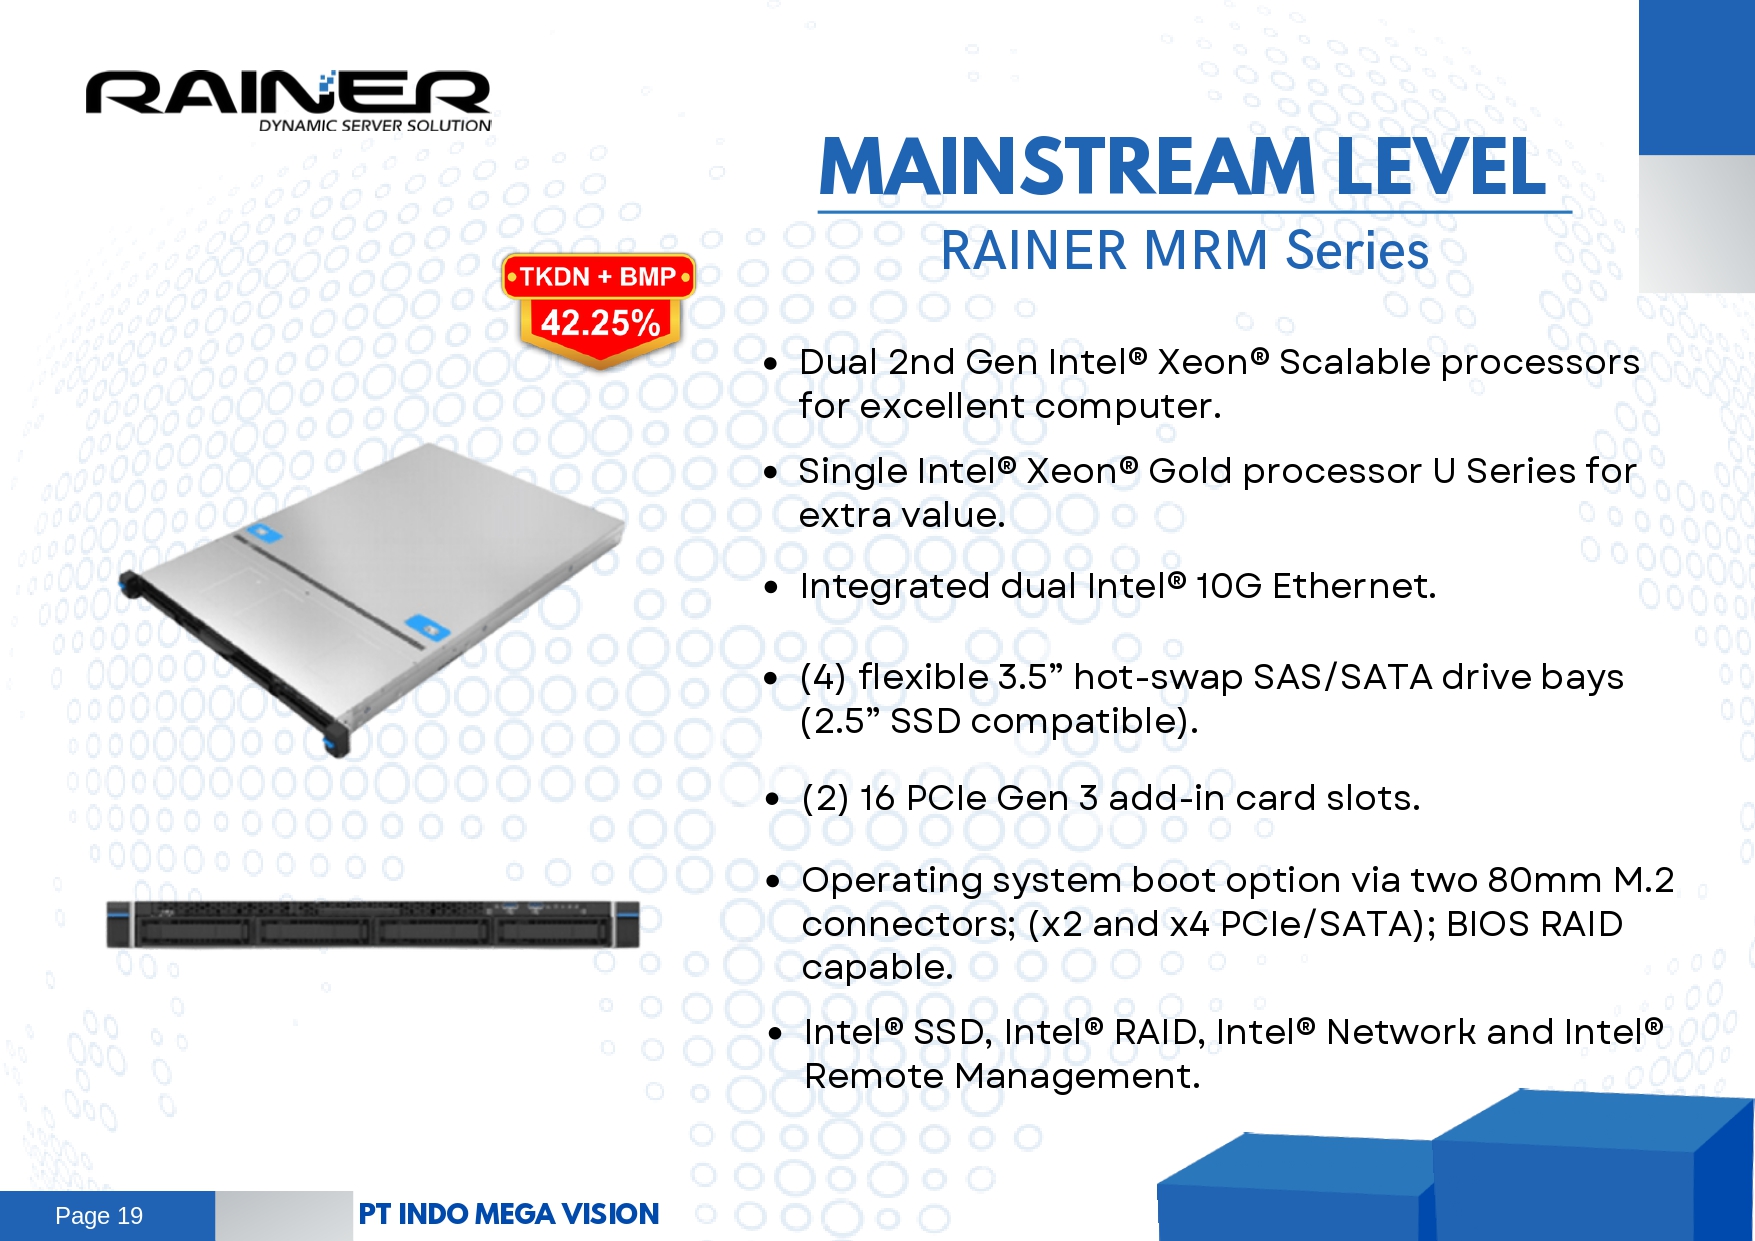 RAINER
DYNAMIC SERVER SOLUTION
MAINSTREAM LEVEL
RAINER MRM Series
TKDN + BMP
42.25%
• Dual 2nd Gen Intel® Xeon® Scalable processors
for excellent computer.
• Single Intel® Xeon® Gold processor U Series for
extra value.
• Integrated dual Intel® 10G Ethernet.
• (4) flexible 3.5” hot-swap SAS/SATA drive bays
(2.5” SSD compatible).
• (2) 16 PCIe Gen 3 add-in card slots.
• Operating system boot option via two 80mm M.2
connectors; (x2 and x4 PCIe/SATA); BIOS RAID
capable.
• Intel® SSD, Intel® RAID, Intel® Network and Intel®
Remote Management.
Page 19
PT INDO MEGA VISION